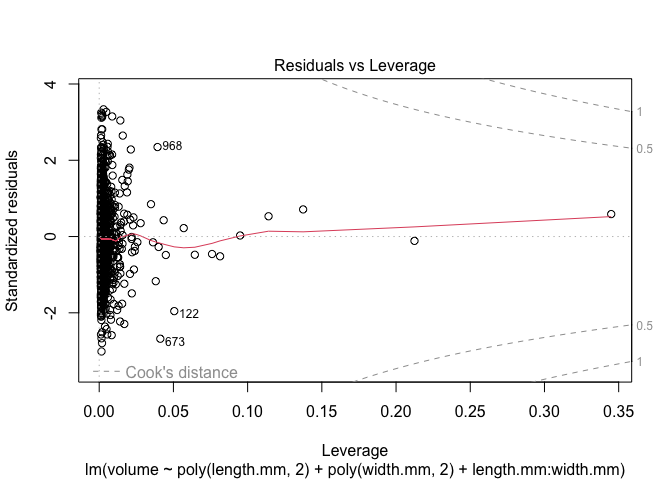 Residuals vs Leverage
Standardized residuals
4
2
0
-2
968
122
673
1
0.5
0.5
1
Cook's distance
0.00 0.05 0.10 0.15 0.20 0.25 0.30 0.35
Leverage
lm(volume ~ poly(length.mm, 2) + poly(width.mm, 2) + length.mm:width.mm)